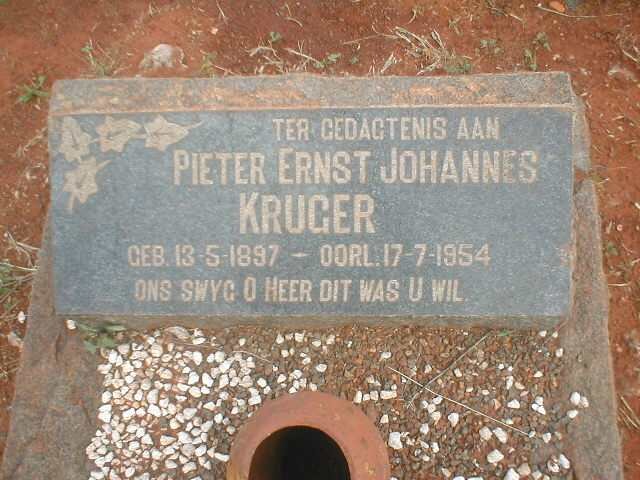 TER GEDAGTENIS AAN
PIETER ERNST JOHANNES
KRUGER
GEB. 13-5-1897 – OORL. 17-7-1954
ONS SWYG O HEER DIT WAS U WIL.